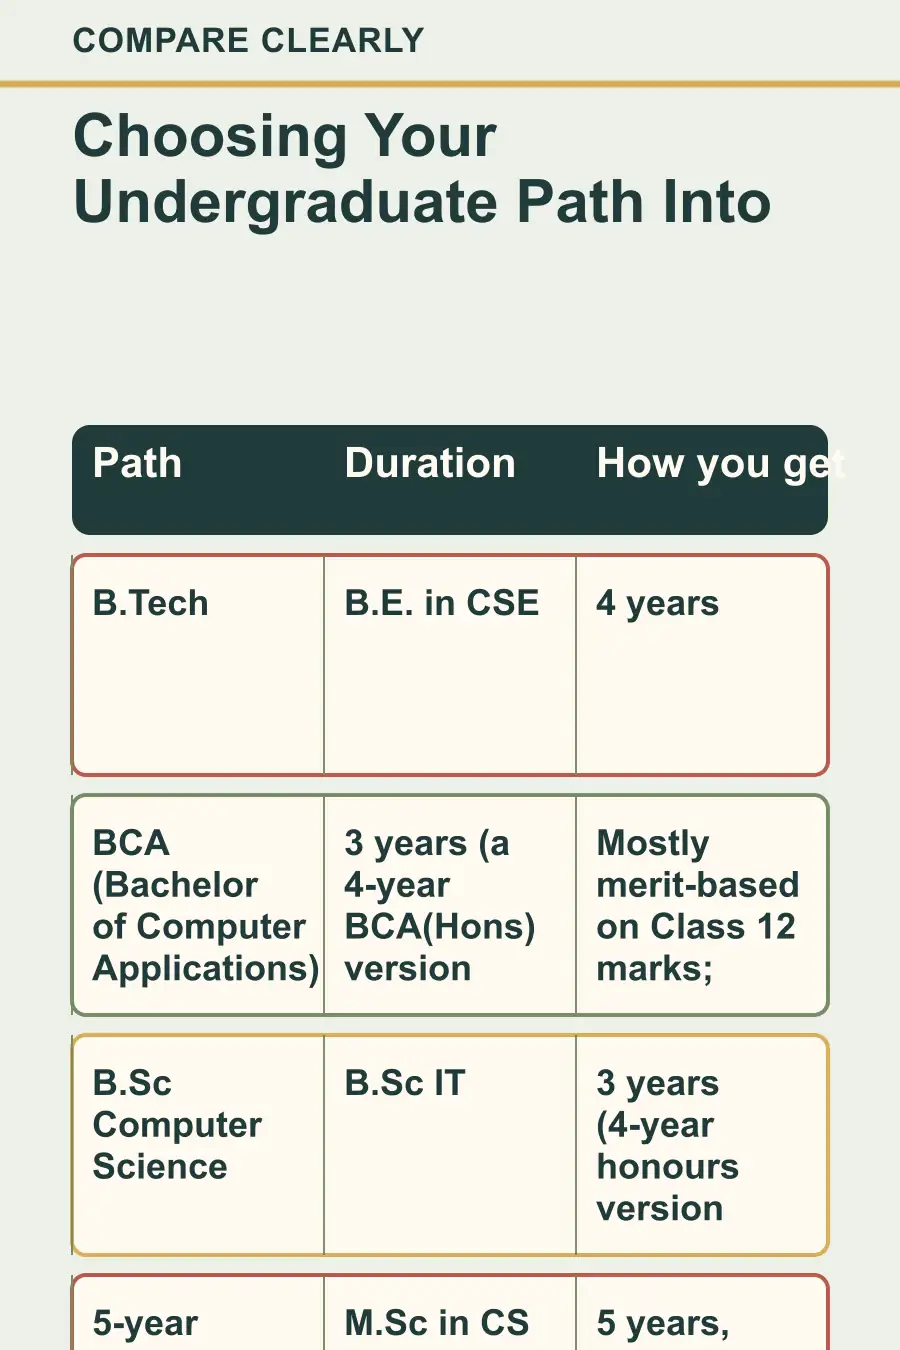 COMPARE CLEARLY
Choosing Your
Undergraduate Path Into
Path Duration How you get
B.Tech B.E. in CSE 4 years
BCA
(Bachelor
of Computer
Applications)
3 years (a
4-year
BCA(Hons)
version
Mostly
merit-based
on Class 12
marks;
B.Sc
Computer
Science
B.Sc IT
3 years
(4-year
honours
version
5-year M.Sc in CS 5 years,